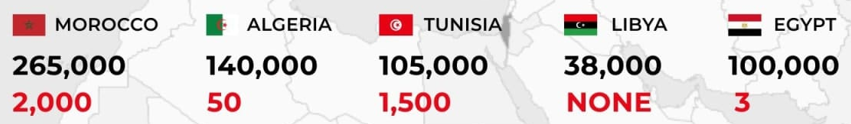 MOROCCO ALGERIA TUNISIA LIBYA EGYPT
265,000 140,000 105,000 38,000 100,000
2,000 50 1,500 NONE 3